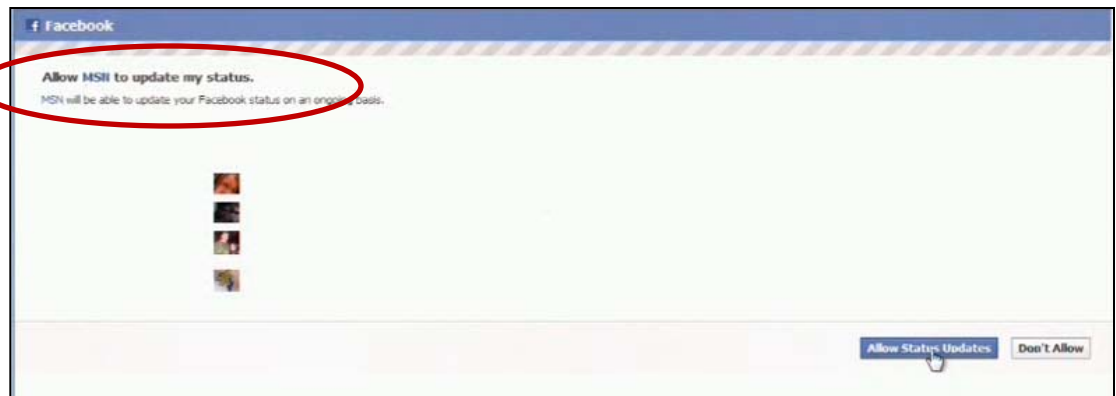 Facebook
Allow MSN to update my status.
MSN will be able to update your Facebook status on an ongoing basis.
Allow Status Updates Don't Allow